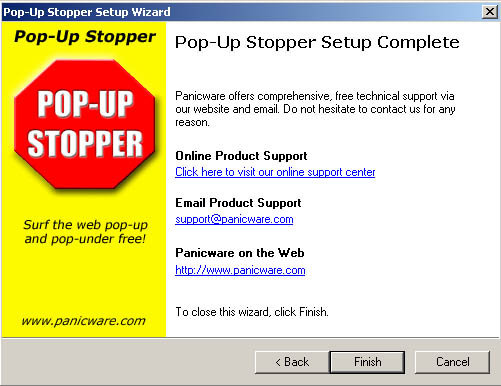 Pop-Up Stopper Setup Wizard
Pop-Up Stopper
POP-UP
STOPPER
Surf the web pop-up
and pop-under free!
www.panicware.com
Pop-Up Stopper Setup Complete
Panicware offers comprehensive, free technical support via
our website and email. Do not hesitate to contact us for any
reason.
Online Product Support
Click here to visit our online support center
Email Product Support
support@panicware.com
Panicware on the Web
http://www.panicware.com
To close this wizard, click Finish.
< Back
Finish
Cancel